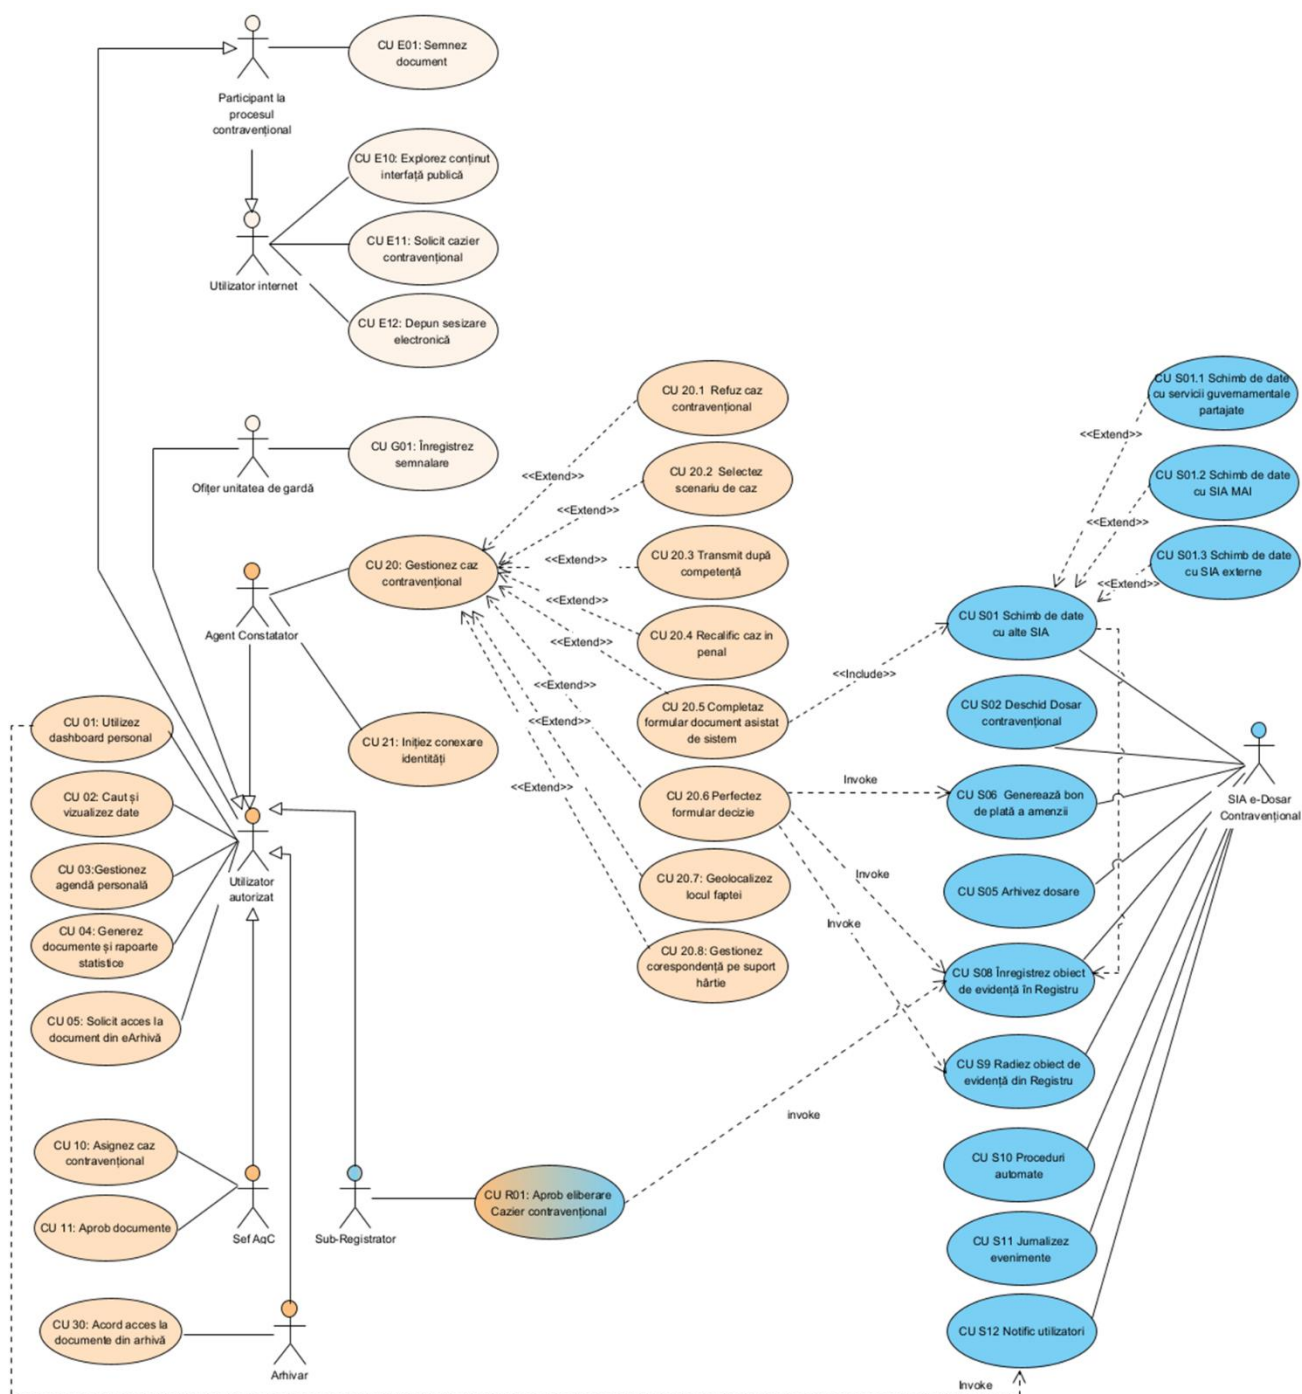 CU E01: Semnez
document
Participant la
procesul
contravențional
CU E10: Explorez conținut
interfață publică
CU E11: Solicit cazier
contravențional
Utilizator internet
CU E12: Depun sesizare
electronică
CU G01: Înregistrez
semnalare
Ofițer unitatea de gardă
CU 20: Gestionez caz
contravențional
Agent Constatator
CU 21: Inițiez conexare
identități
CU 20.1 Refuz caz
contravențional
<<Extend>>
CU 20.2 Selectez
scenariu de caz
<<Extend>>
CU 20.3 Transmit după
competență
<<Extend>>
CU 20.4 Recalific caz in
penal
<<Extend>>
CU 20.5 Completaz
formular document asistat
de sistem
<<Extend>>
<<Include>>
CU 20.6 Perfectez
formular decizie
<<Extend>>
Invoke
Invoke
Invoke
CU 20.7: Geolocalizez
locul faptei
<<Extend>>
CU 20.8: Gestionez
corespondență pe suport
hârtie
<<Extend>>
CU S01.1 Schimb de date
cu servicii guvernamentale
partajate
<<Extend>>
CU S01.2 Schimb de date
cu SIA MAI
<<Extend>>
CU S01.3 Schimb de date
cu SIA externe
<<Extend>>
CU S01 Schimb de date
cu alte SIA
CU S02 Deschid Dosar
contravențional
CU S06 Generează bon
de plată a amenzii
SIA e-Dosar
Contravențional
CU S05 Arhivez dosare
CU S08 Înregistrez obiect
de evidență în Registru
CU S9 Radiez obiect de
evidență din Registru
CU S10 Proceduri
automate
CU S11 Jurnalizez
evenimente
CU S12 Notific utilizatori
Invoke
CU 01: Utilizez
dashboard personal
CU 02: Caut și
vizualizez date
CU 03:Gestionez
agendă personală
CU 04: Generez
documente și rapoarte
statistice
CU 05: Solicit acces la
document din eArhivă
Utilizator
autorizat
CU 10: Asignez caz
contravențional
CU 11: Aprob documente
Sef AgC
Sub-Registrator
CU R01: Aprob eliberare
Cazier contravențional
invoke
CU 30: Acord acces la
documente din arhivă
Arhivar